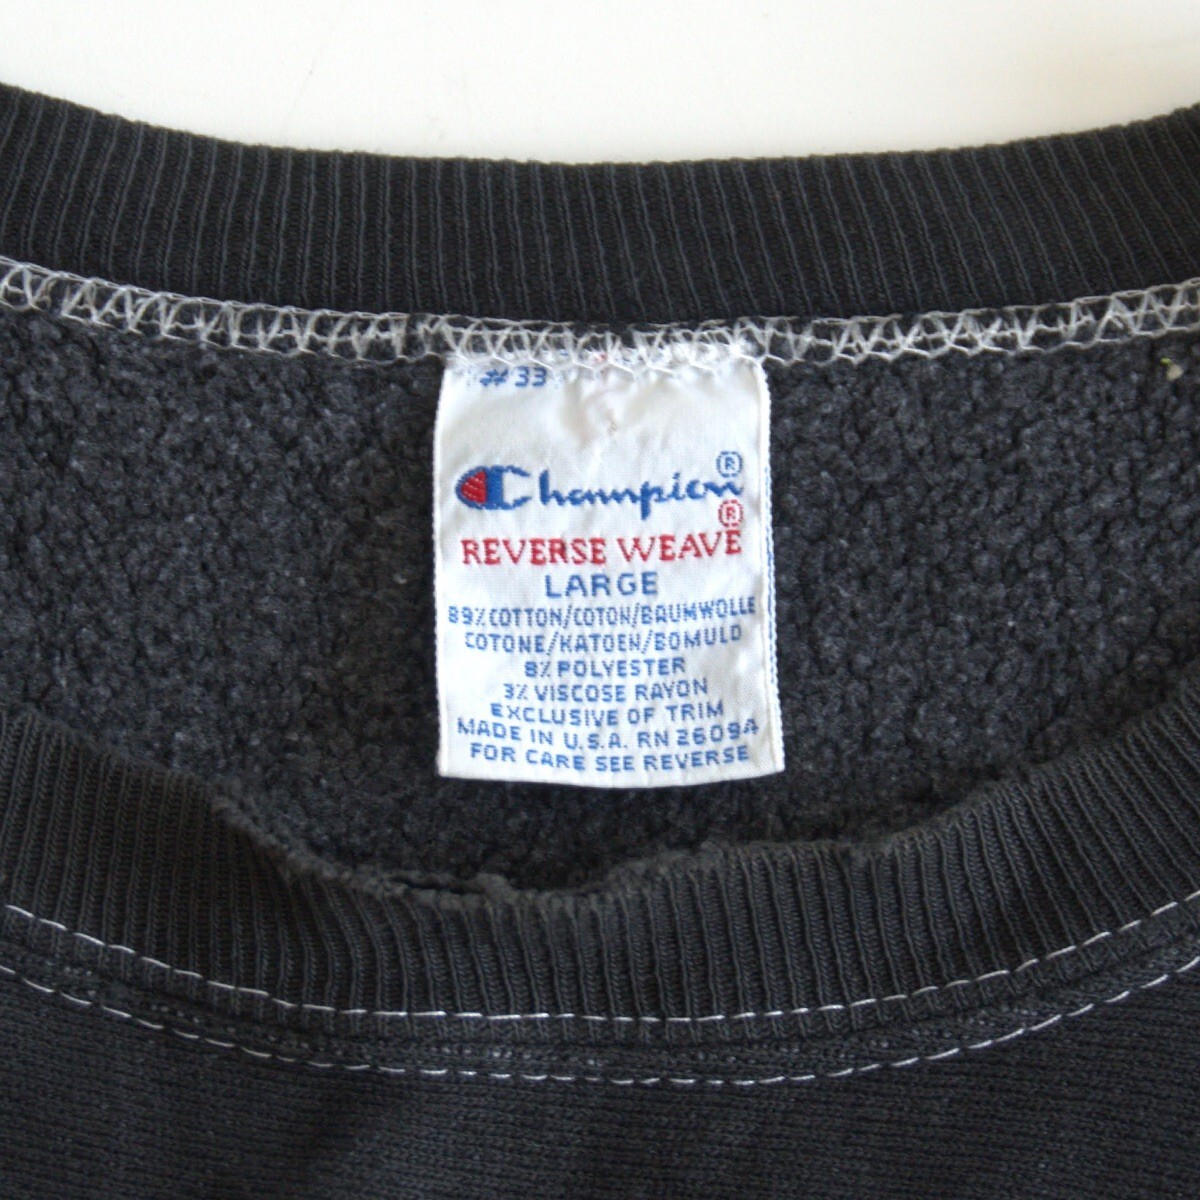 #33
Champion®
REVERSE WEAVE®
LARGE
89% COTTON/COTON/BAUMWOLLE
COTONE/KATOEN/BOMULD
8% POLYESTER
3% VISCOSE RAYON
EXCLUSIVE OF TRIM
MADE IN U.S.A. RN 26094
FOR CARE SEE REVERSE